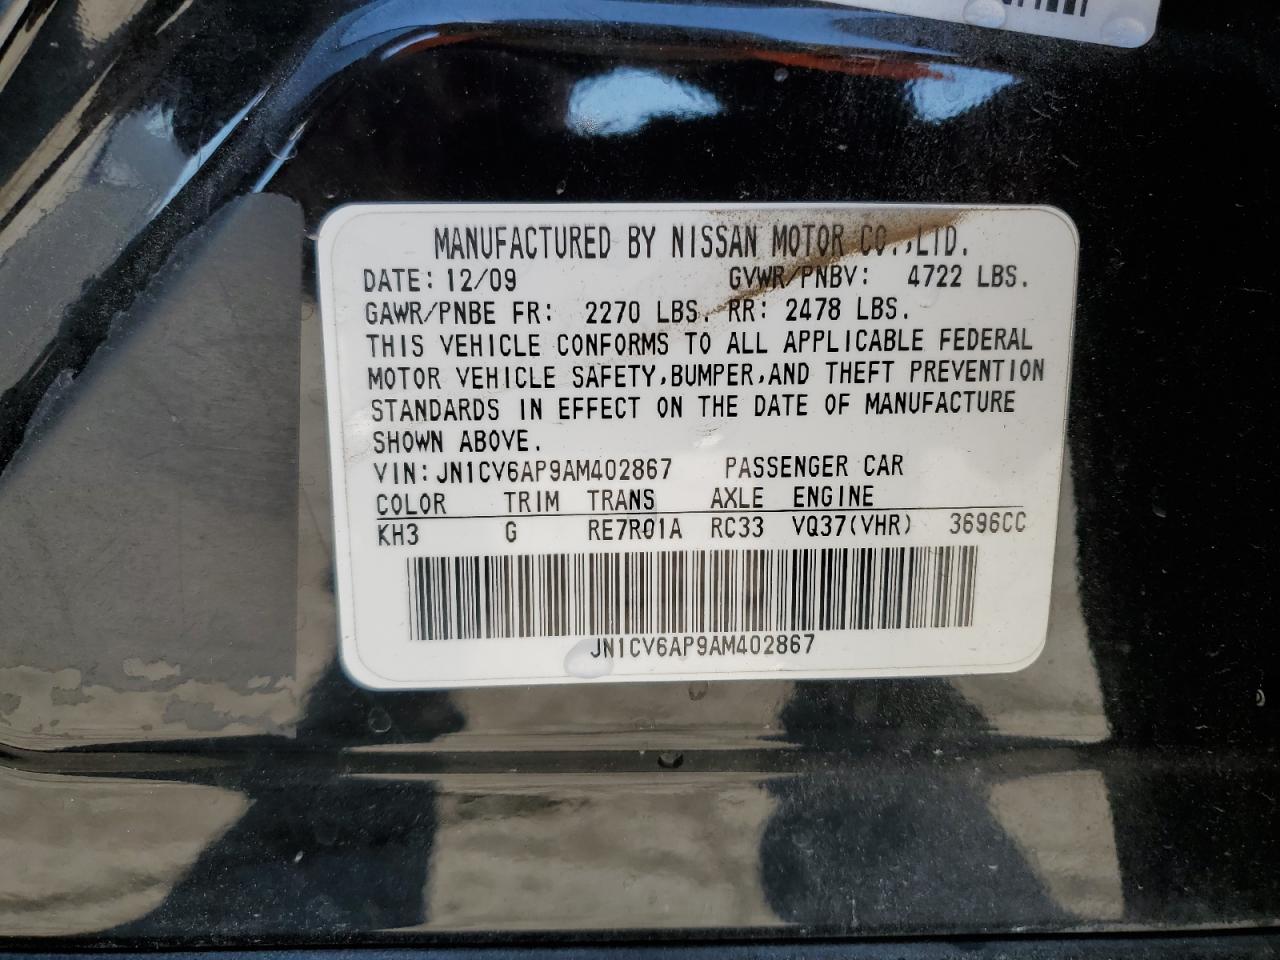 MANUFACTURED BY NISSAN MOTOR CO.,LTD.
DATE: 12/09 GVWR/PNBV: 4722 LBS.
GAWR/PNBE FR: 2270 LBS. RR: 2478 LBS.
THIS VEHICLE CONFORMS TO ALL APPLICABLE FEDERAL
MOTOR VEHICLE SAFETY,BUMPER,AND THEFT PREVENTION
STANDARDS IN EFFECT ON THE DATE OF MANUFACTURE
SHOWN ABOVE.
VIN:JN1CV6AP9AM402867 PASSENGER CAR
COLOR TRIM TRANS AXLE ENGINE
KH3 G RE7R01A RC33 VQ37(VHR) 3696CC
JN1CV6AP9AM402867